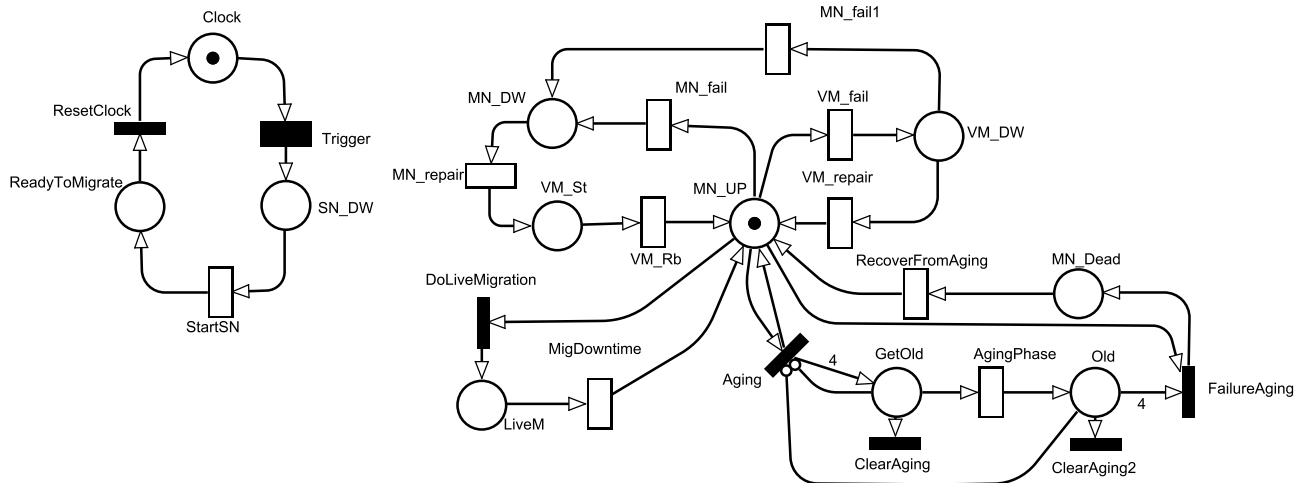 Clock
ResetClock
Trigger
ReadyToMigrate
SN_DW
StartSN
MN_fail1
MN_DW
MN_fail
VM_fail
VM_DW
MN_repair
VM_St
MN_UP
VM_repair
VM_Rb
DoLiveMigration
RecoverFromAging
MN_Dead
MigDowntime
LiveM
Aging
4
GetOld
AgingPhase
Old
4
FailureAging
ClearAging
ClearAging2